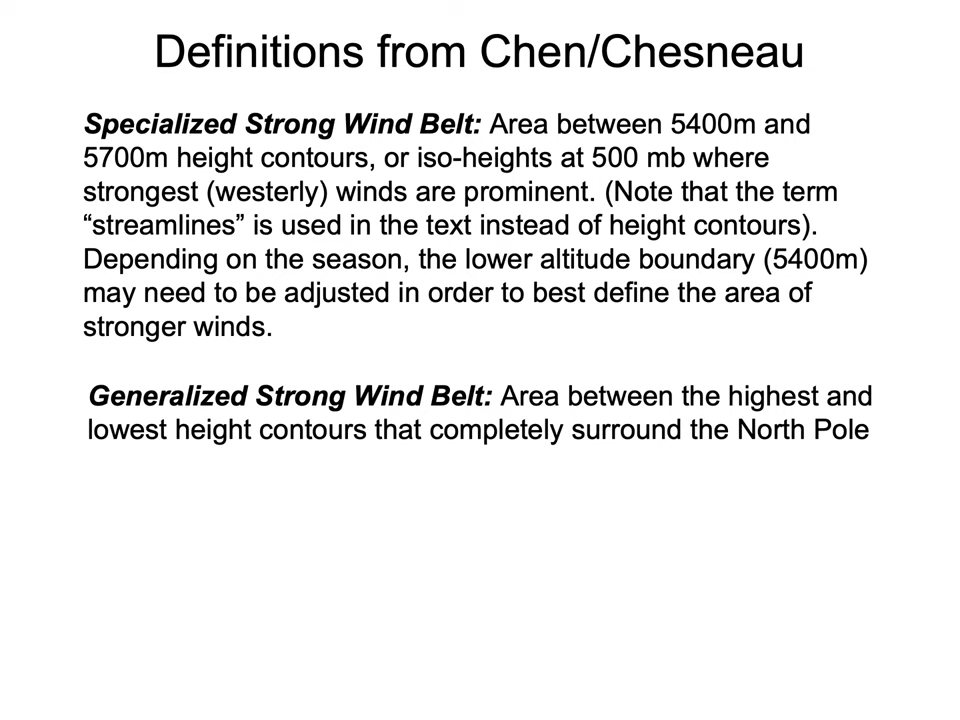 Definitions from Chen/Chesneau
Specialized Strong Wind Belt: Area between 5400m and
5700m height contours, or iso-heights at 500 mb where
strongest (westerly) winds are prominent. (Note that the term
“streamlines” is used in the text instead of height contours).
Depending on the season, the lower altitude boundary (5400m)
may need to be adjusted in order to best define the area of
stronger winds.
Generalized Strong Wind Belt: Area between the highest and
lowest height contours that completely surround the North Pole